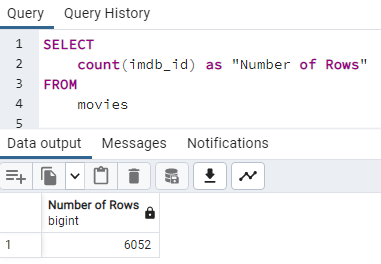 Query Query History
1 SELECT
2 count(imdb_id) as "Number of Rows"
3 FROM
4 movies
5
Data output Messages Notifications
Number of Rows
bigint
1 6052